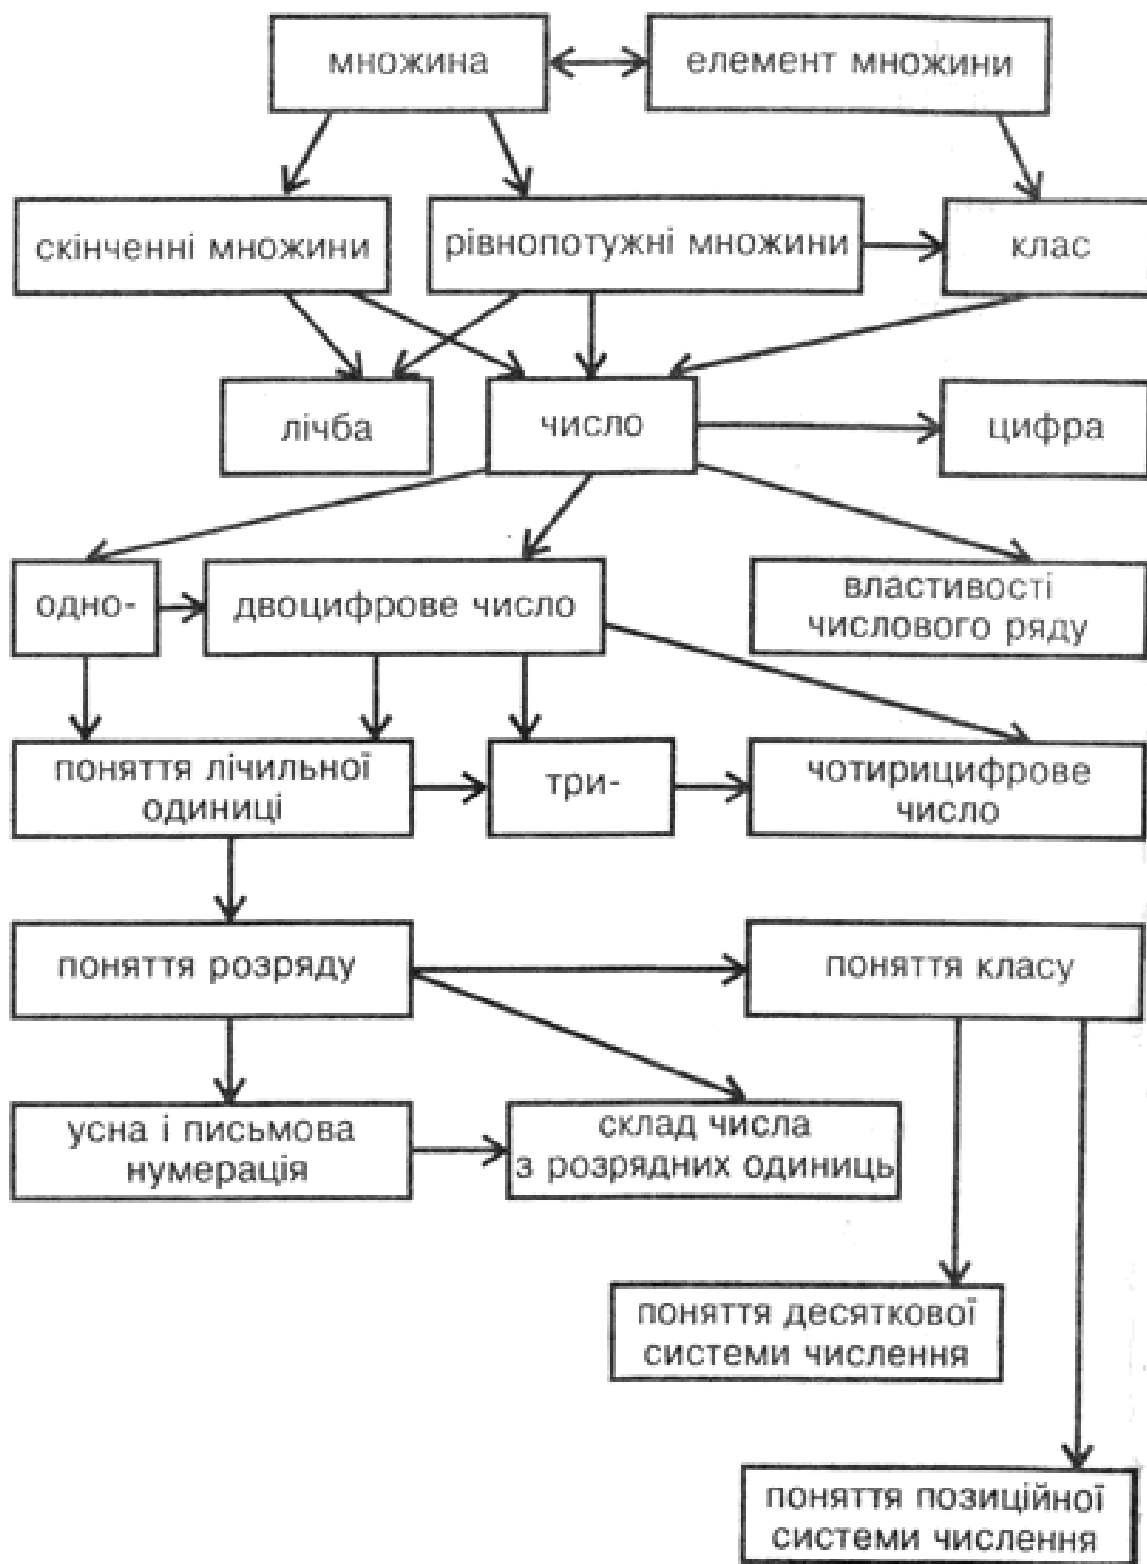 множина
елемент множини
скінченні множини
рівнопотужні множини
клас
лічба
число
цифра
одно-
двоцифрове число
властивості
числового ряду
поняття лічильної
одиниці
три-
чотирицифрове
число
поняття розряду
поняття класу
усна і письмова
нумерація
склад числа
з розрядних одиниць
поняття десяткової
системи числення
поняття позиційної
системи числення